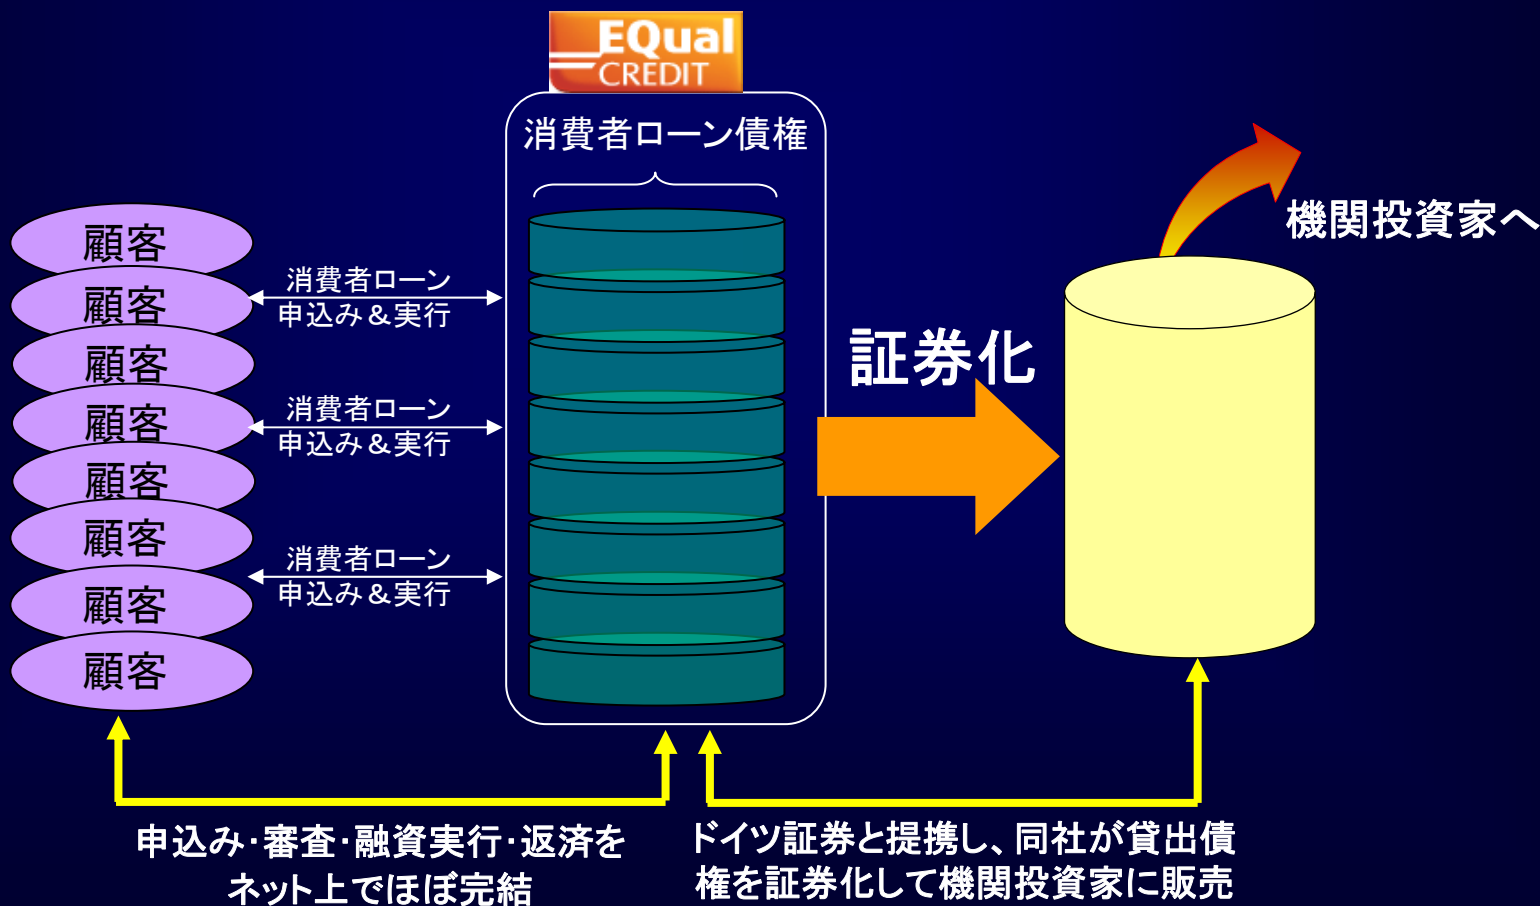 EQual
CREDIT
消費者ローン債権
顧客
顧客
顧客
顧客
顧客
顧客
顧客
顧客
消費者ローン
申込み＆実行
消費者ローン
申込み＆実行
消費者ローン
申込み＆実行
証券化
機関投資家へ
申込み・審査・融資実行・返済を
ネット上でほぼ完結
ドイツ証券と提携し、同社が貸出債
権を証券化して機関投資家に販売